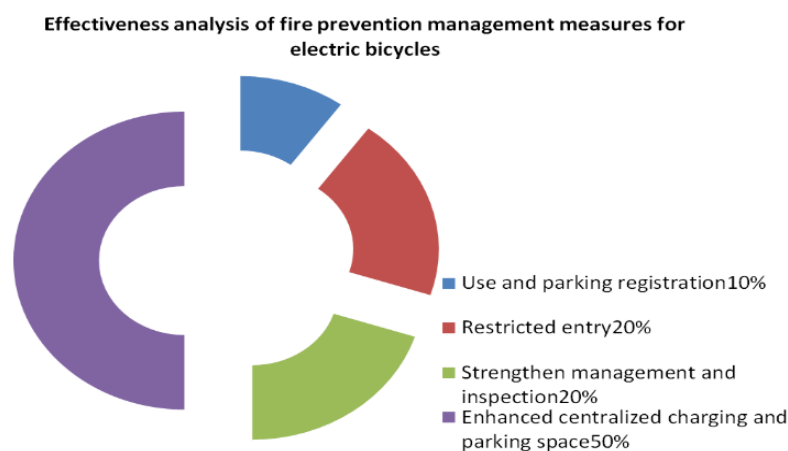 Effectiveness analysis of fire prevention management measures for
electric bicycles
Use and parking registration10%
Restricted entry20%
Strengthen management and
inspection20%
Enhanced centralized charging and
parking space50%